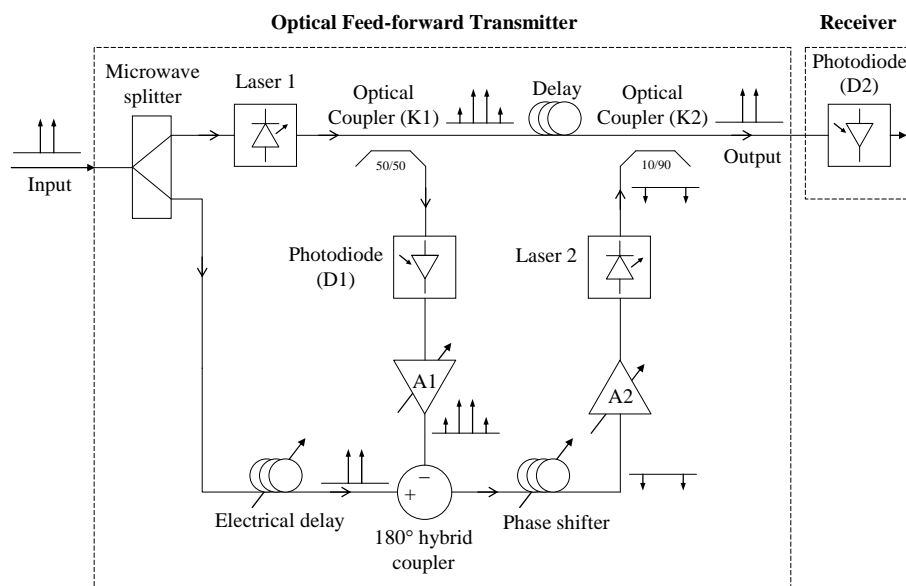 Optical Feed-forward Transmitter
Receiver
Microwave
splitter
Laser 1
Optical
Coupler (K1)
Delay
Optical
Coupler (K2)
Photodiode
(D2)
Input
50/50
10/90
Output
Photodiode
(D1)
Laser 2
A1
A2
+
−
Electrical delay
180° hybrid
coupler
Phase shifter